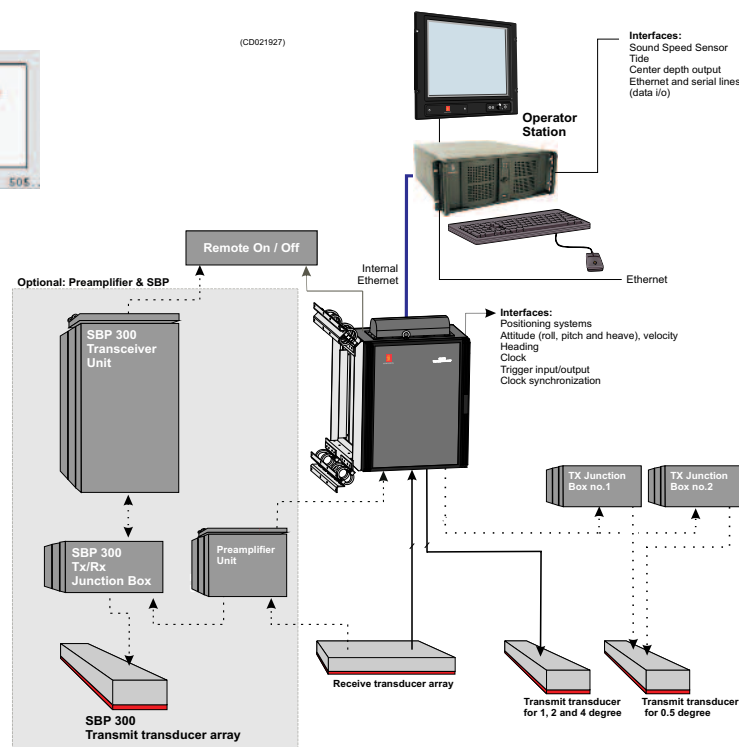 (CD021927)
505..
Interfaces:
Sound Speed Sensor
Tide
Center depth output
Ethernet and serial lines
(data i/o)
Operator
Station
Remote On / Off
Internal
Ethernet
Ethernet
Optional: Preamplifier & SBP
SBP 300
Transceiver
Unit
Interfaces:
Positioning systems
Attitude (roll, pitch and heave), velocity
Heading
Clock
Trigger input/output
Clock synchronization
TX Junction
Box no.1
TX Junction
Box no.2
SBP 300
Tx/Rx
Junction Box
Preamplifier
Unit
Receive transducer array
Transmit transducer
for 1, 2 and 4 degree
Transmit transducer
for 0.5 degree
SBP 300
Transmit transducer array